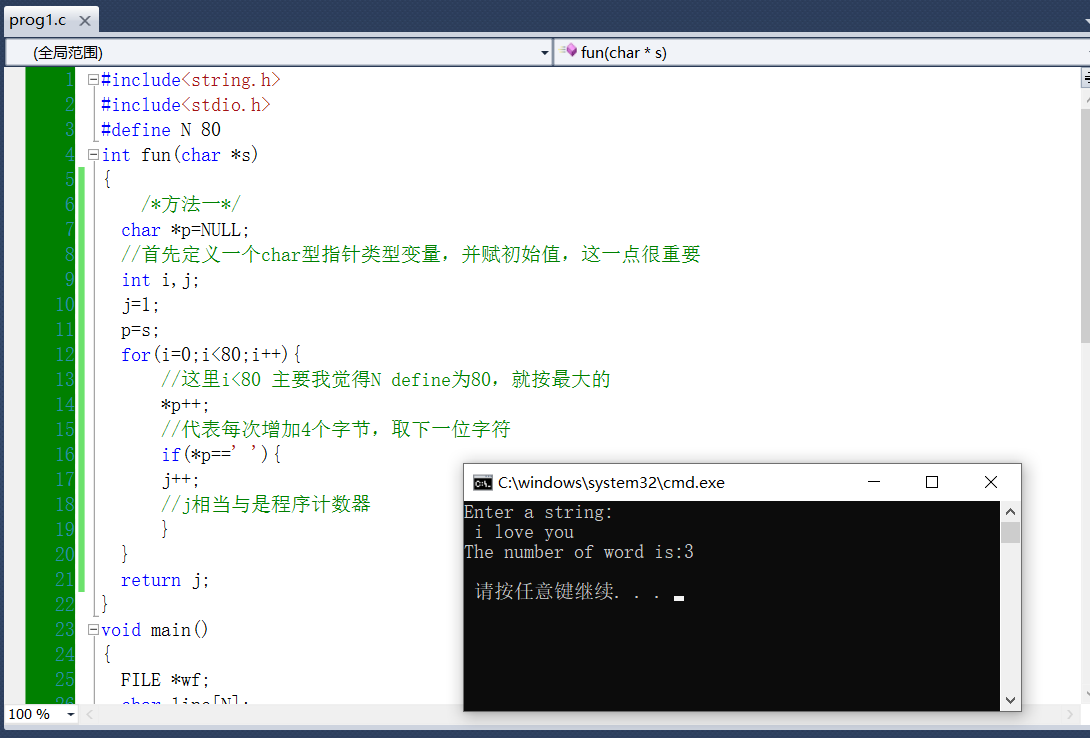 prog1.c
(全局范围)
fun(char * s)
1 #include<string.h>
2 #include<stdio.h>
3 #define N 80
4 int fun(char *s)
5 {
6 /*方法一*/
7 char *p=NULL;
8 //首先定义一个char型指针类型变量，并赋初始值，这一点很重要
9 int i,j;
10 j=1;
11 p=s;
12 for(i=0;i<80;i++){
13 //这里i<80 主要我觉得N define为80，就按最大的
14 *p++;
15 //代表每次增加4个字节，取下一位字符
16 if(*p==' '){
17 j++;
18 //j相当与是程序计数器
19 }
20 }
21 return j;
22 }
23 void main()
24 {
25 FILE *wf;
26 char line[N];
100 %
C:\windows\system32\cmd.exe
Enter a string:
i love you
The number of word is:3
请按任意键继续. . .